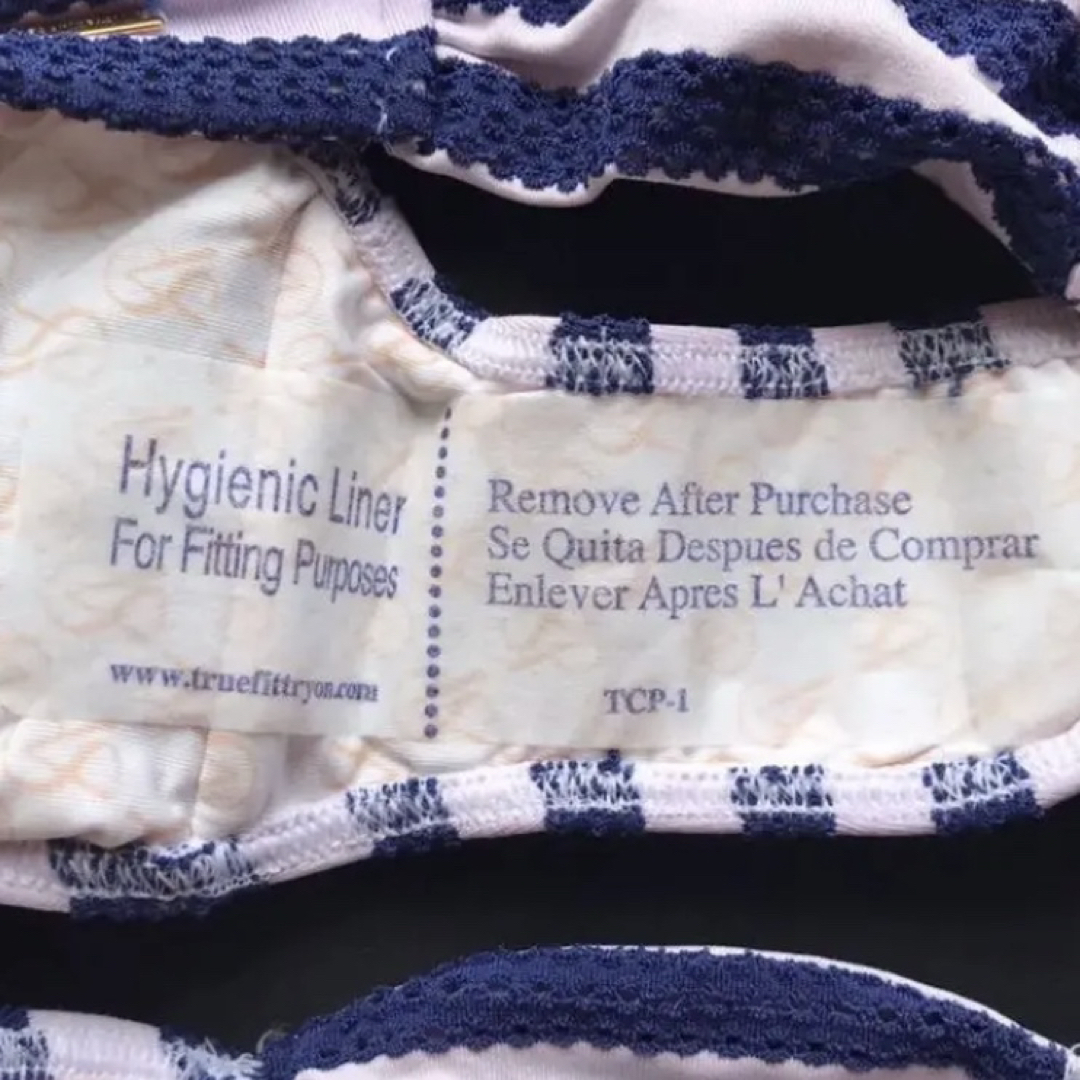 Hygienic Liner
For Fitting Purposes
www.truefittryon.com
Remove After Purchase
Se Quita Despues de Comprar
Enlever Apres L' Achat
TCP-1